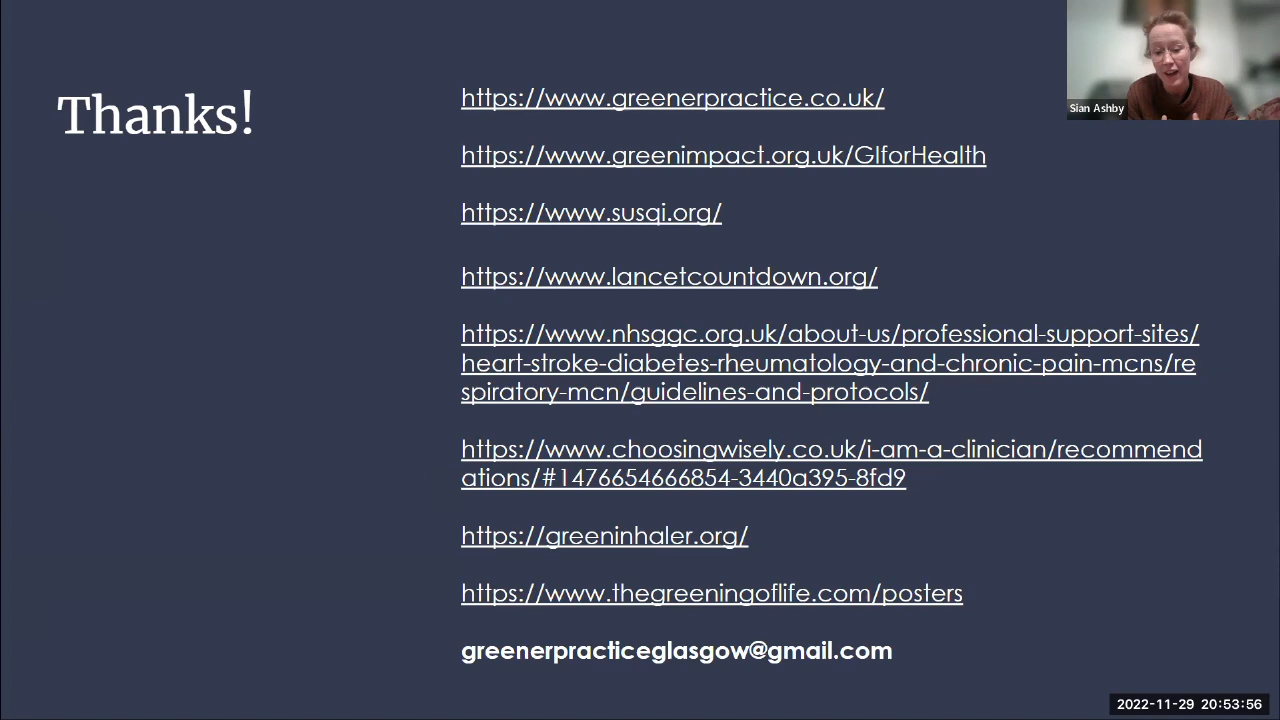 Thanks!
https://www.greenerpractice.co.uk/
https://www.greenimpact.org.uk/GIforHealth
https://www.susqi.org/
https://www.lancetcountdown.org/
https://www.nhsggc.org.uk/about-us/professional-support-sites/
heart-stroke-diabetes-rheumatology-and-chronic-pain-mcns/re
spiratory-mcn/guidelines-and-protocols/
https://www.choosingwisely.co.uk/i-am-a-clinician/recommend
ations/#1476654666854-3440a395-8fd9
https://greeninhaler.org/
https://www.thegreeningoflife.com/posters
greenerpracticeglasgow@gmail.com
Sian Ashby
2022-11-29 20:53:56